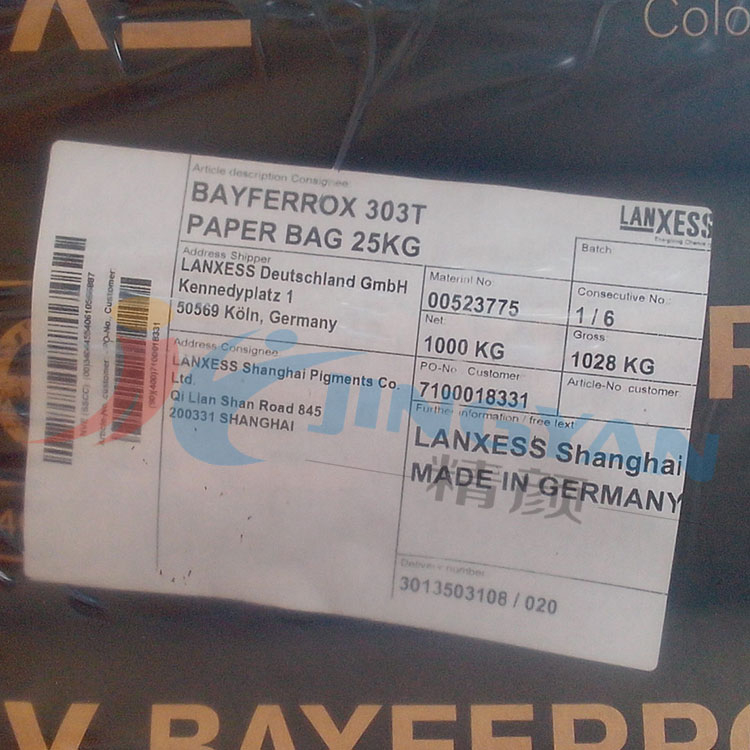 Colo
Article description Consignee:
BAYFERROX 303T
PAPER BAG 25KG
LANXESS
Address Shipper
LANXESS Deutschland GmbH
Kennedyplatz 1
50569 Köln, Germany
Material No:
00523775
Batch:
Consecutive No.:
1 / 6
Net:
1000 KG
Gross:
1028 KG
Address Consignee:
LANXESS Shanghai Pigments Co.
Ltd.
Qi Lian Shan Road 845
200331 SHANGHAI
PO-No. Customer
7100018331
Article-No. customer
Further information / free text
LANXESS Shanghai
MADE IN GERMANY
Delivery number
3013503108 / 020
JINGYAN
精颜
BAYFERRO